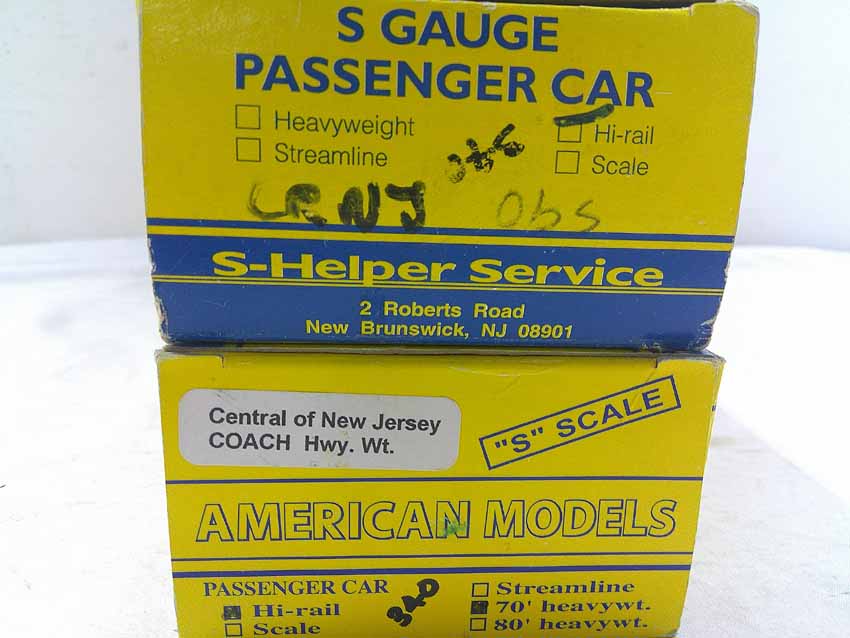 S GAUGE
PASSENGER CAR
Heavyweight
Streamline
Hi-rail
Scale
CRNJ Obs
S-Helper Service
2 Roberts Road
New Brunswick, NJ 08901
Central of New Jersey
COACH Hwy. Wt.
"S" SCALE
AMERICAN MODELS
PASSENGER CAR
Hi-rail
Scale
340
Streamline
70' heavywt.
80' heavywt.